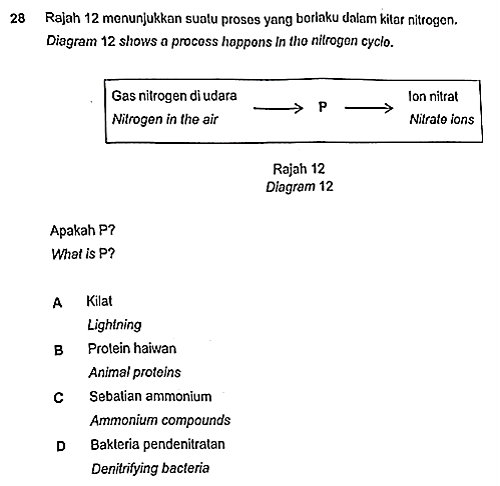 28 Rajah 12 menunjukkan suatu proses yang berlaku dalam kitar nitrogen.
Diagram 12 shows a process happens in the nitrogen cycle.
Gas nitrogen di udara
Nitrogen in the air
P
Ion nitrat
Nitrate ions
Rajah 12
Diagram 12
Apakah P?
What is P?
A Kilat
Lightning
B Protein haiwan
Animal proteins
C Sebatian ammonium
Ammonium compounds
D Bakteria pendenitratan
Denitrifying bacteria